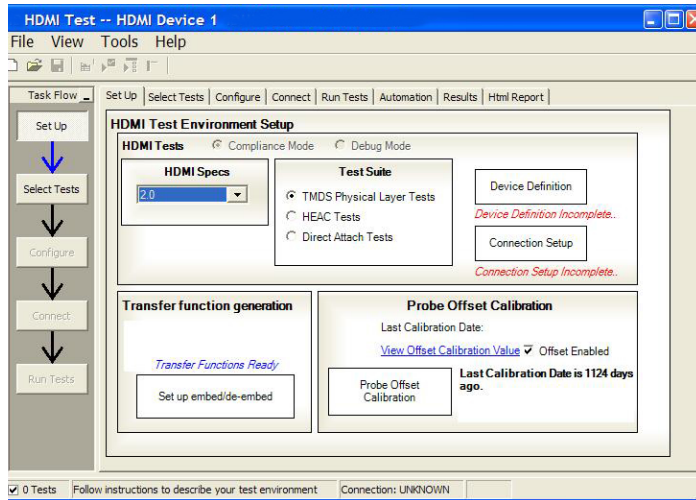 HDMI Test -- HDMI Device 1
File View Tools Help
Task Flow
Set Up
Select Tests
Configure
Connect
Run Tests
Set Up Select Tests Configure Connect Run Tests Automation Results Html Report
HDMI Test Environment Setup
HDMI Tests Compliance Mode Debug Mode
HDMI Specs
2.0
Test Suite
TMDS Physical Layer Tests
HEAC Tests
Direct Attach Tests
Device Definition
Device Definition Incomplete..
Connection Setup
Connection Setup Incomplete..
Transfer function generation
Transfer Functions Ready
Set up embed/de-embed
Probe Offset Calibration
Last Calibration Date:
View Offset Calibration Value Offset Enabled
Probe Offset
Calibration
Last Calibration Date is 1124 days
ago.
0 Tests Follow instructions to describe your test environment Connection: UNKNOWN